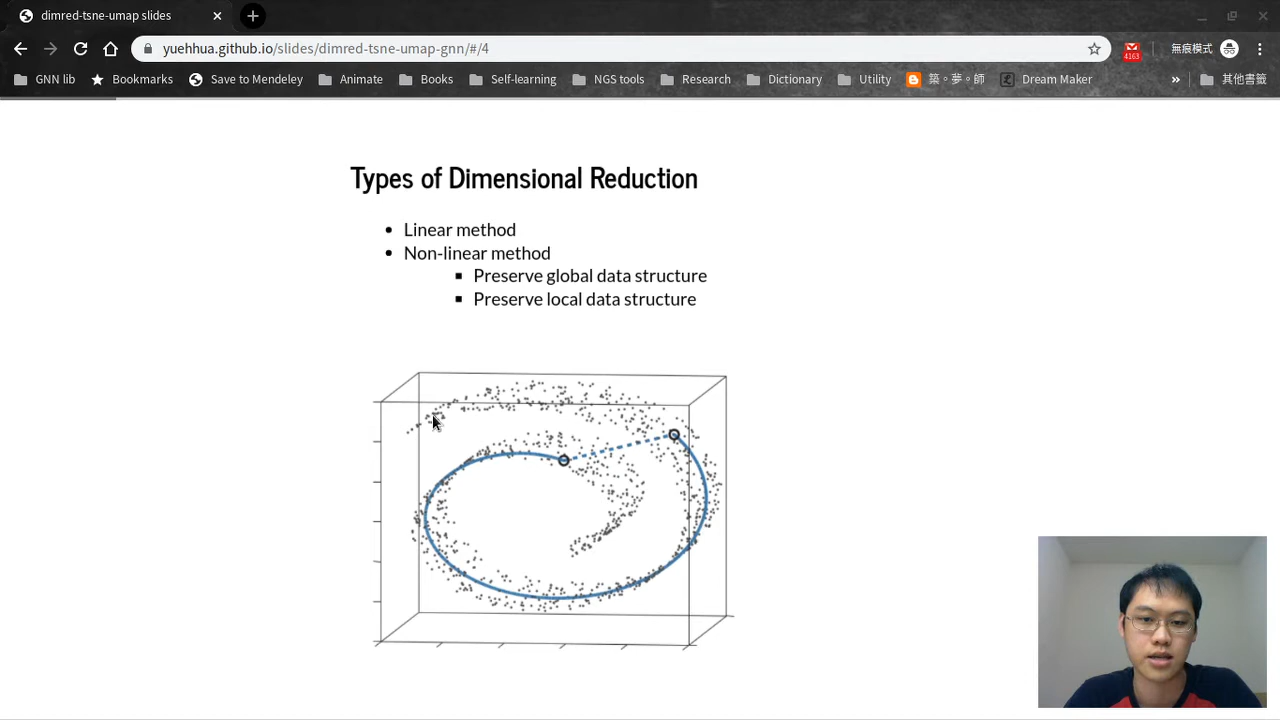 dimred-tsne-umap slides
yuehhua.github.io/slides/dimred-tsne-umap-gnn/#/4
4163
無痕模式
GNN lib
Bookmarks
Save to Mendeley
Animate
Books
Self-learning
NGS tools
Research
Dictionary
Utility
築。夢。師
Dream Maker
»
其他書籤
Types of Dimensional Reduction
• Linear method
• Non-linear method
▪ Preserve global data structure
▪ Preserve local data structure